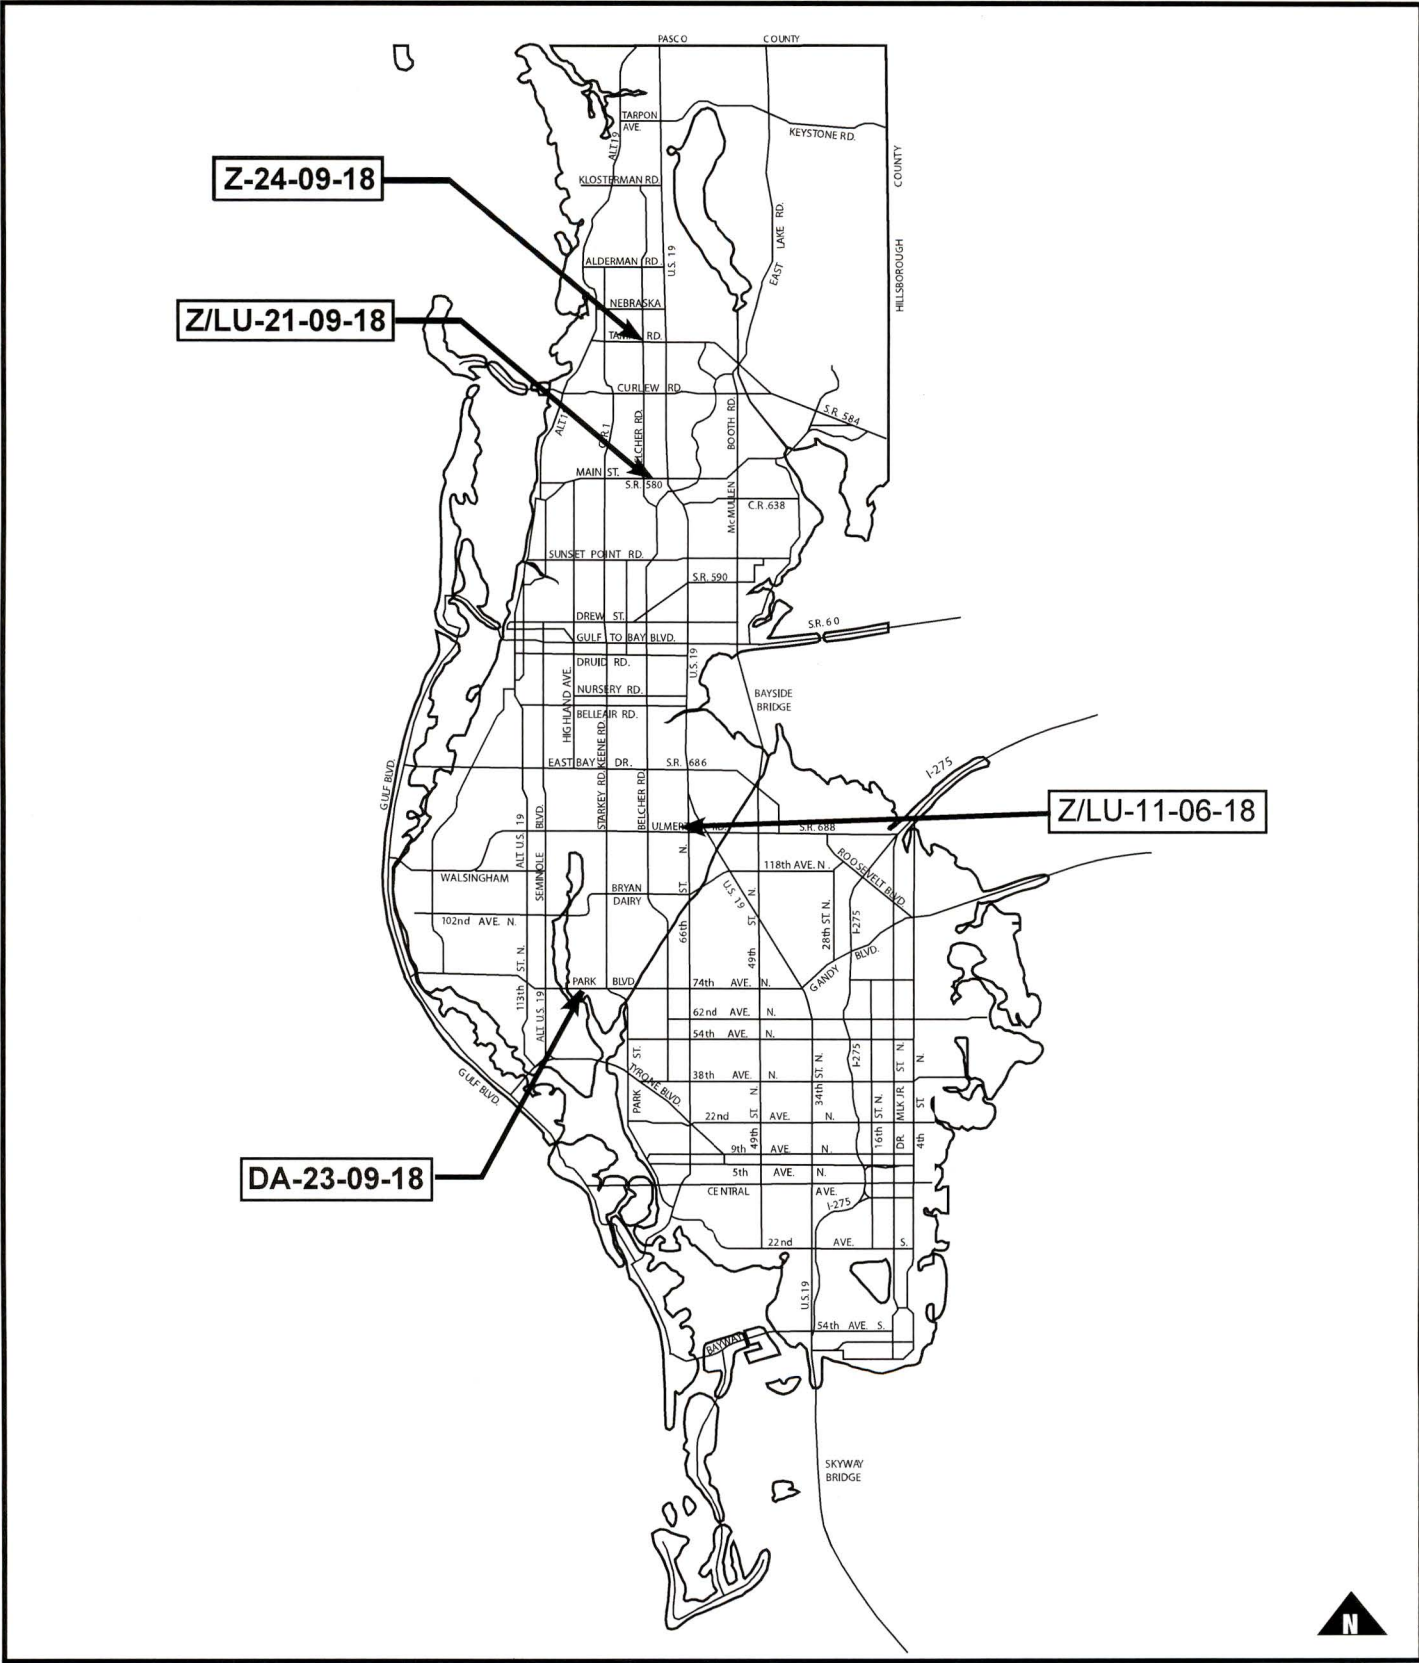 PASCO COUNTY
TARPON
AVE.
KEYSTONE RD.
ALT 19
COUNTY
HILLSBOROUGH
Z-24-09-18
KLOSTERMAN RD.
LAKE RD.
EAST
U.S. 19
ALDERMAN RD.
NEBRASKA
Z/LU-21-09-18
RD.
CURLEW RD.
S.R. 584
BOOTH RD.
McMULLEN
MAIN ST.
S.R. 580
C.R.638
SUNSET POINT RD.
S.R. 590
DREW ST.
S.R. 60
GULF TO BAY BLVD.
DRUID RD.
U.S. 19
NURSERY RD.
BELLEAIR RD.
HIGHLAND AVE.
KEENE RD.
BAYSIDE
BRIDGE
EAST BAY DR. S.R. 686
GULF BLVD.
STARKEY RD.
BELCHER RD.
I-275
Z/LU-11-06-18
S.R. 688
ALT U.S. 19
SEMINOLE BLVD.
118th AVE. N.
ROOSEVELT BLVD
WALSINGHAM
BRYAN
DAIRY
U.S. 19
102nd AVE. N.
66th ST. N.
49th ST. N.
28th ST. N.
I-275
GANDY BLVD.
113th ST. N.
ALT U.S. 19
PARK BLVD.
74th AVE. N.
62nd AVE. N.
54th AVE. N.
GULF BLVD.
PARK ST.
TYRONE BLVD.
38th AVE. N.
34th ST. N.
I-275
49th ST. N.
16th ST. N.
DR. MLK JR. ST N.
4th ST N.
22nd AVE. N.
9th AVE. N.
5th AVE. N.
DA-23-09-18
CENTRAL AVE.
I-275
22nd AVE. S.
U.S.19
54th AVE. S.
BAYWAY
SKYWAY
BRIDGE
N